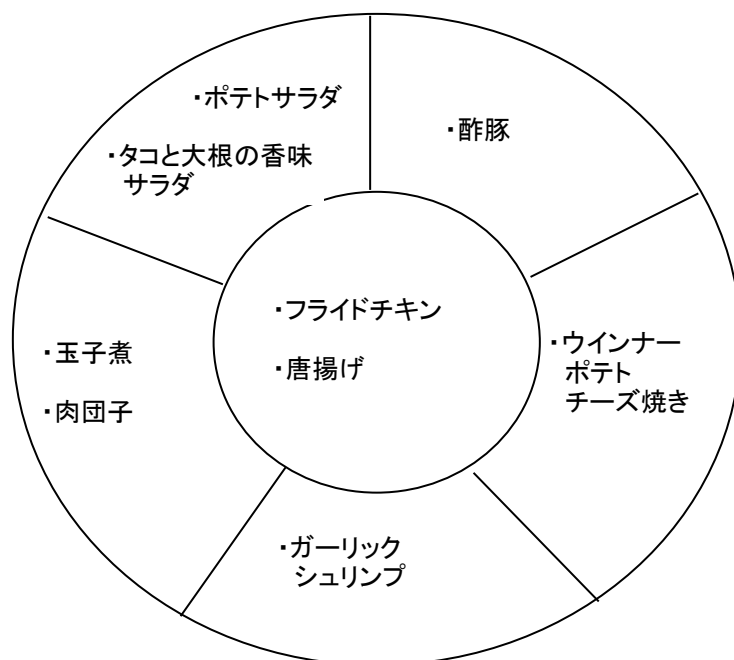 ・ポテトサラダ
・タコと大根の香味
サラダ
・酢豚
・フライドチキン
・唐揚げ
・玉子煮
・肉団子
・ウインナー
ポテト
チーズ焼き
・ガーリック
シュリンプ